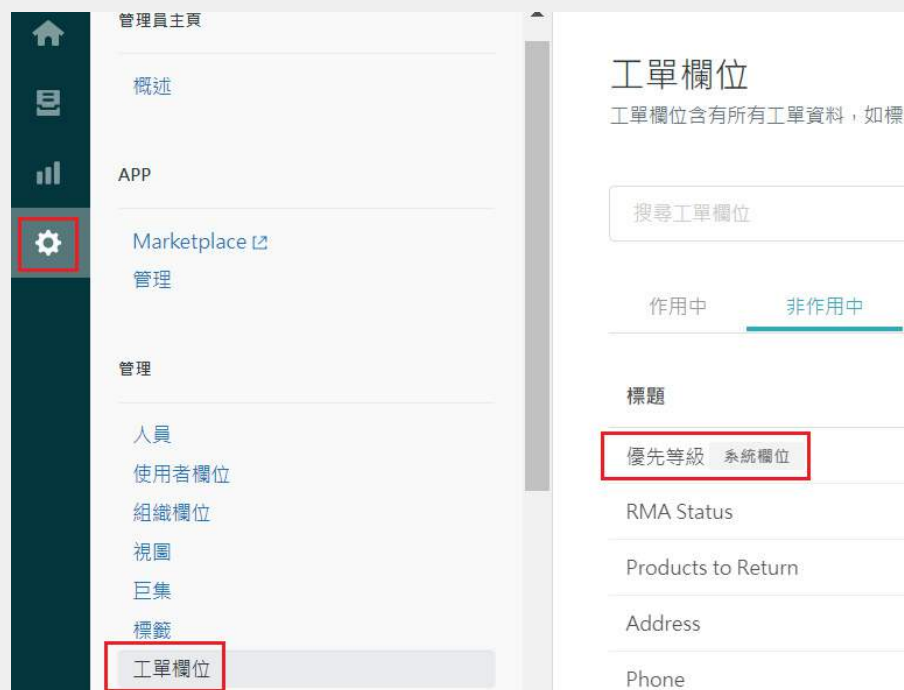 管理員主頁
概述
APP
Marketplace
管理
管理
人員
使用者欄位
組織欄位
視圖
巨集
標籤
工單欄位
工單欄位
工單欄位含有所有工單資料，如標
搜尋工單欄位
作用中 非作用中
標題
優先等級 系統欄位
RMA Status
Products to Return
Address
Phone